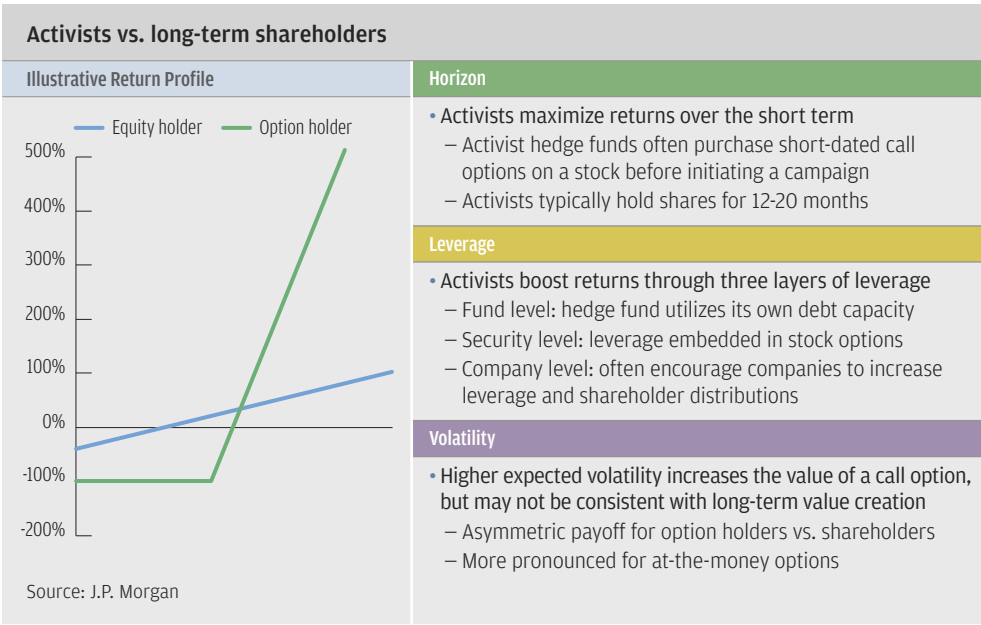 Activists vs. long-term shareholders
Illustrative Return Profile
Equity holder
Option holder
500%
400%
300%
200%
100%
0%
-100%
-200%
Source: J.P. Morgan
Horizon
• Activists maximize returns over the short term
– Activist hedge funds often purchase short-dated call
options on a stock before initiating a campaign
– Activists typically hold shares for 12-20 months
Leverage
• Activists boost returns through three layers of leverage
– Fund level: hedge fund utilizes its own debt capacity
– Security level: leverage embedded in stock options
– Company level: often encourage companies to increase
leverage and shareholder distributions
Volatility
• Higher expected volatility increases the value of a call option,
but may not be consistent with long-term value creation
– Asymmetric payoff for option holders vs. shareholders
– More pronounced for at-the-money options